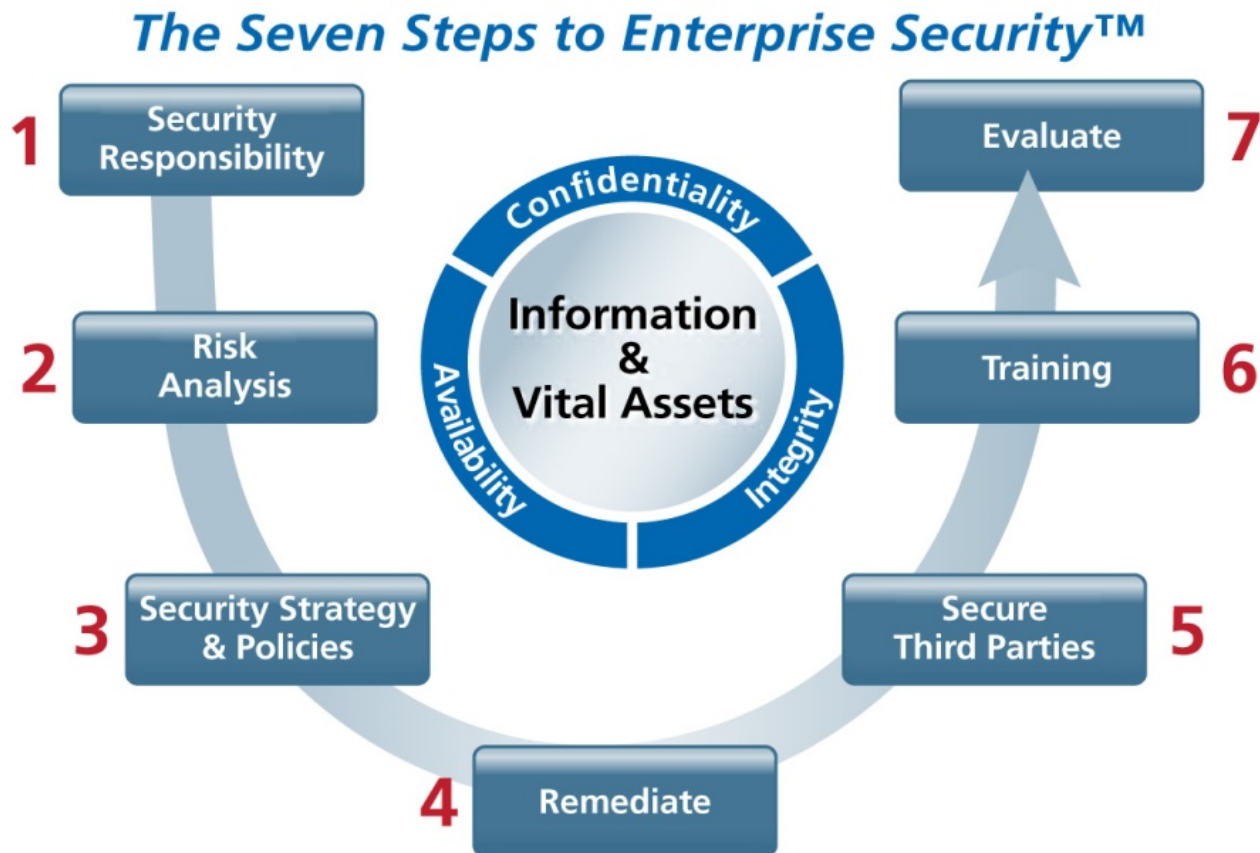 The Seven Steps to Enterprise Security™
1
Security
Responsibility
2
Risk
Analysis
3
Security Strategy
& Policies
4
Remediate
5
Secure
Third Parties
6
Training
7
Evaluate
Confidentiality
Integrity
Availability
Information
&
Vital Assets